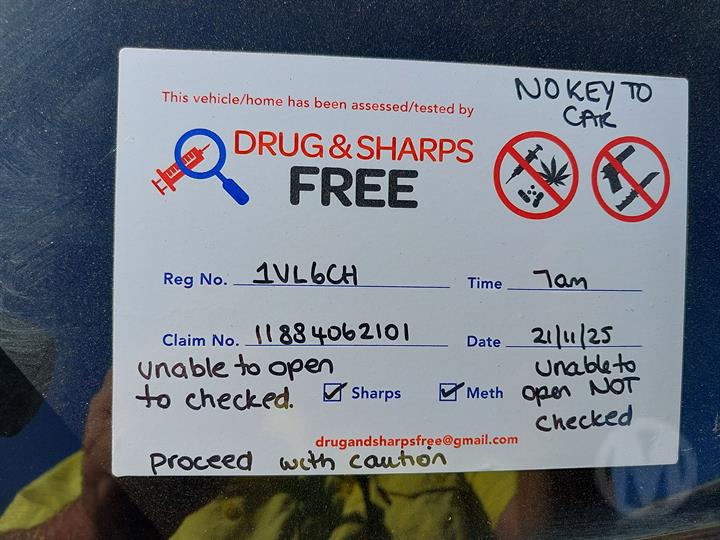 This vehicle/home has been assessed/tested by
NO KEY TO
CAR
DRUG & SHARPS
FREE
Reg No. 1VL6CH
Time 7am
Claim No. 11884062101
Date 21/11/25
unable to open
to checked.
Sharps
Meth
unable to
open NOT
checked
drugandsharpsfree@gmail.com
Proceed with caution
M